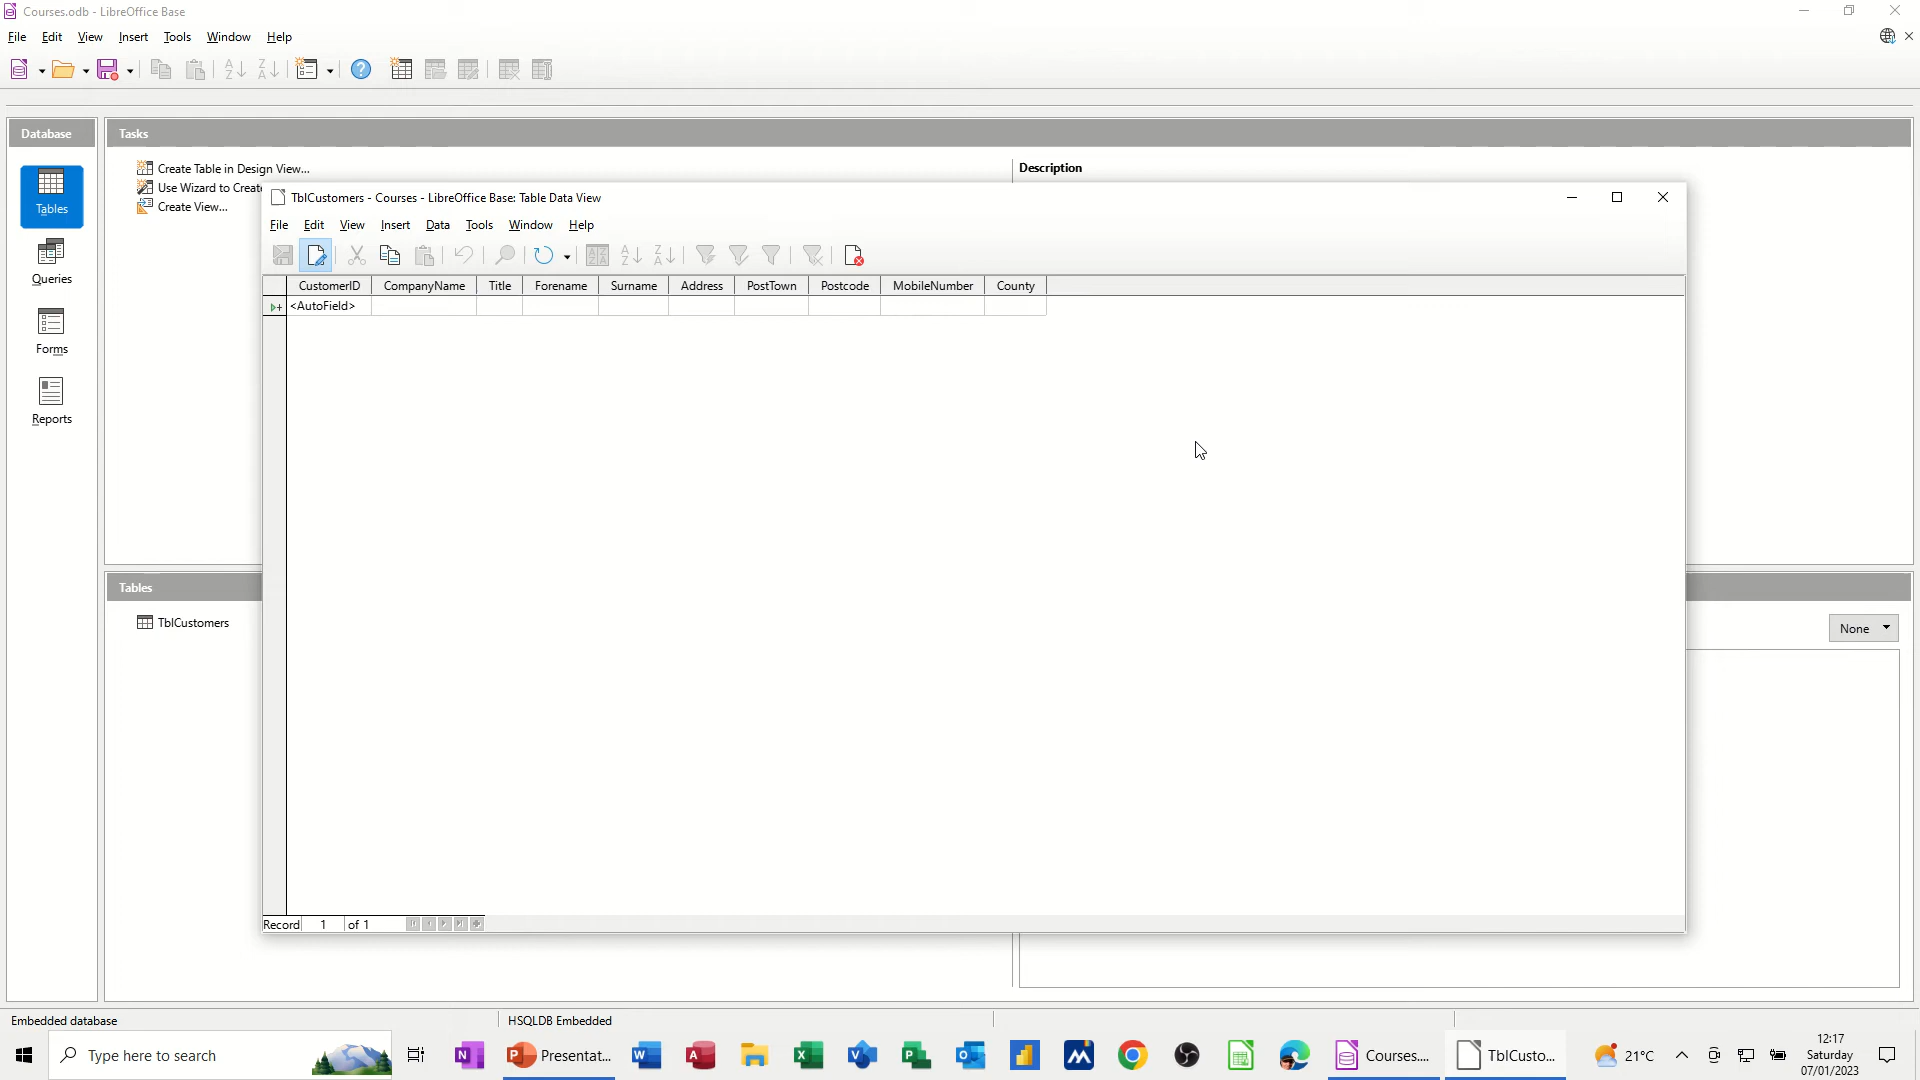 Courses.odb - LibreOffice Base
File Edit View Insert Tools Window Help
Database
Tasks
Tables
Queries
Forms
Reports
Create Table in Design View...
Use Wizard to Create
Create View...
Description
TblCustomers - Courses - LibreOffice Base: Table Data View
File Edit View Insert Data Tools Window Help
CustomerID CompanyName Title Forename Surname Address PostTown Postcode MobileNumber County
<AutoField>
Record 1 of 1
Tables
TblCustomers
None
Embedded database
HSQLDB Embedded
Type here to search
Presentat...
Courses....
TblCusto...
21°C
12:17
Saturday
07/01/2023